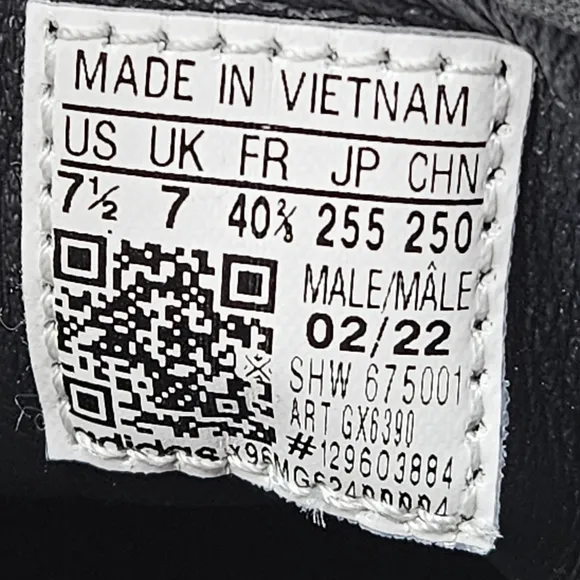 MADE IN VIETNAM
US UK FR JP CHN
7½ 7 40⅔ 255 250
MALE/MÂLE
02/22
SHW 675001
ART GX6390
#129603884
adidas